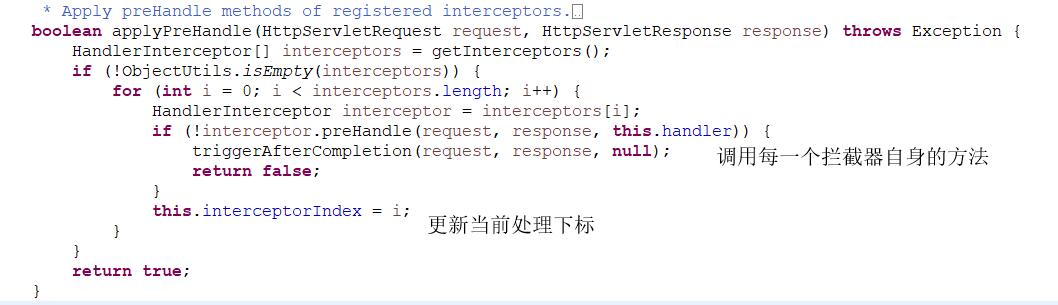 * Apply preHandle methods of registered interceptors.
boolean applyPreHandle(HttpServletRequest request, HttpServletResponse response) throws Exception {
HandlerInterceptor[] interceptors = getInterceptors();
if (!ObjectUtils.isEmpty(interceptors)) {
for (int i = 0; i < interceptors.length; i++) {
HandlerInterceptor interceptor = interceptors[i];
if (!interceptor.preHandle(request, response, this.handler)) {
triggerAfterCompletion(request, response, null);
调用每一个拦截器自身的方法
return false;
}
this.interceptorIndex = i;
更新当前处理下标
}
}
return true;
}